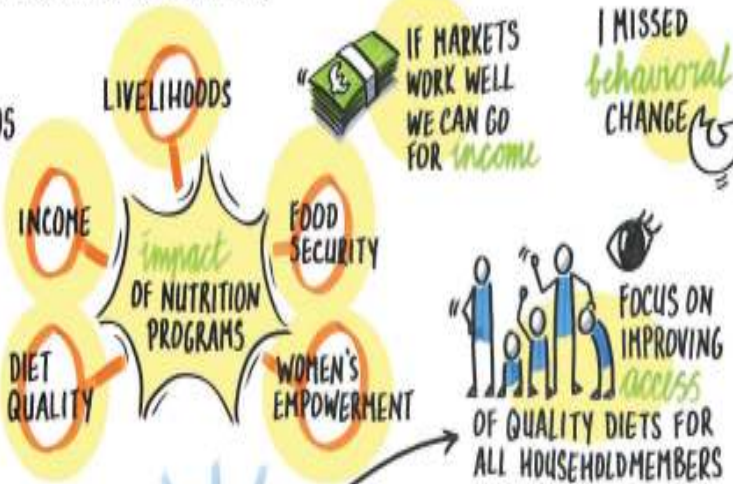 LIVELIHOODS
INCOME
FOOD
SECURITY
impact
OF NUTRITION
PROGRAMS
DIET
QUALITY
WOMEN'S
EMPOWERMENT
IF MARKETS
WORK WELL
WE CAN GO
FOR income
I MISSED
behavioral
CHANGE
FOCUS ON
IMPROVING
access
OF QUALITY DIETS FOR
ALL HOUSEHOLDMEMBERS